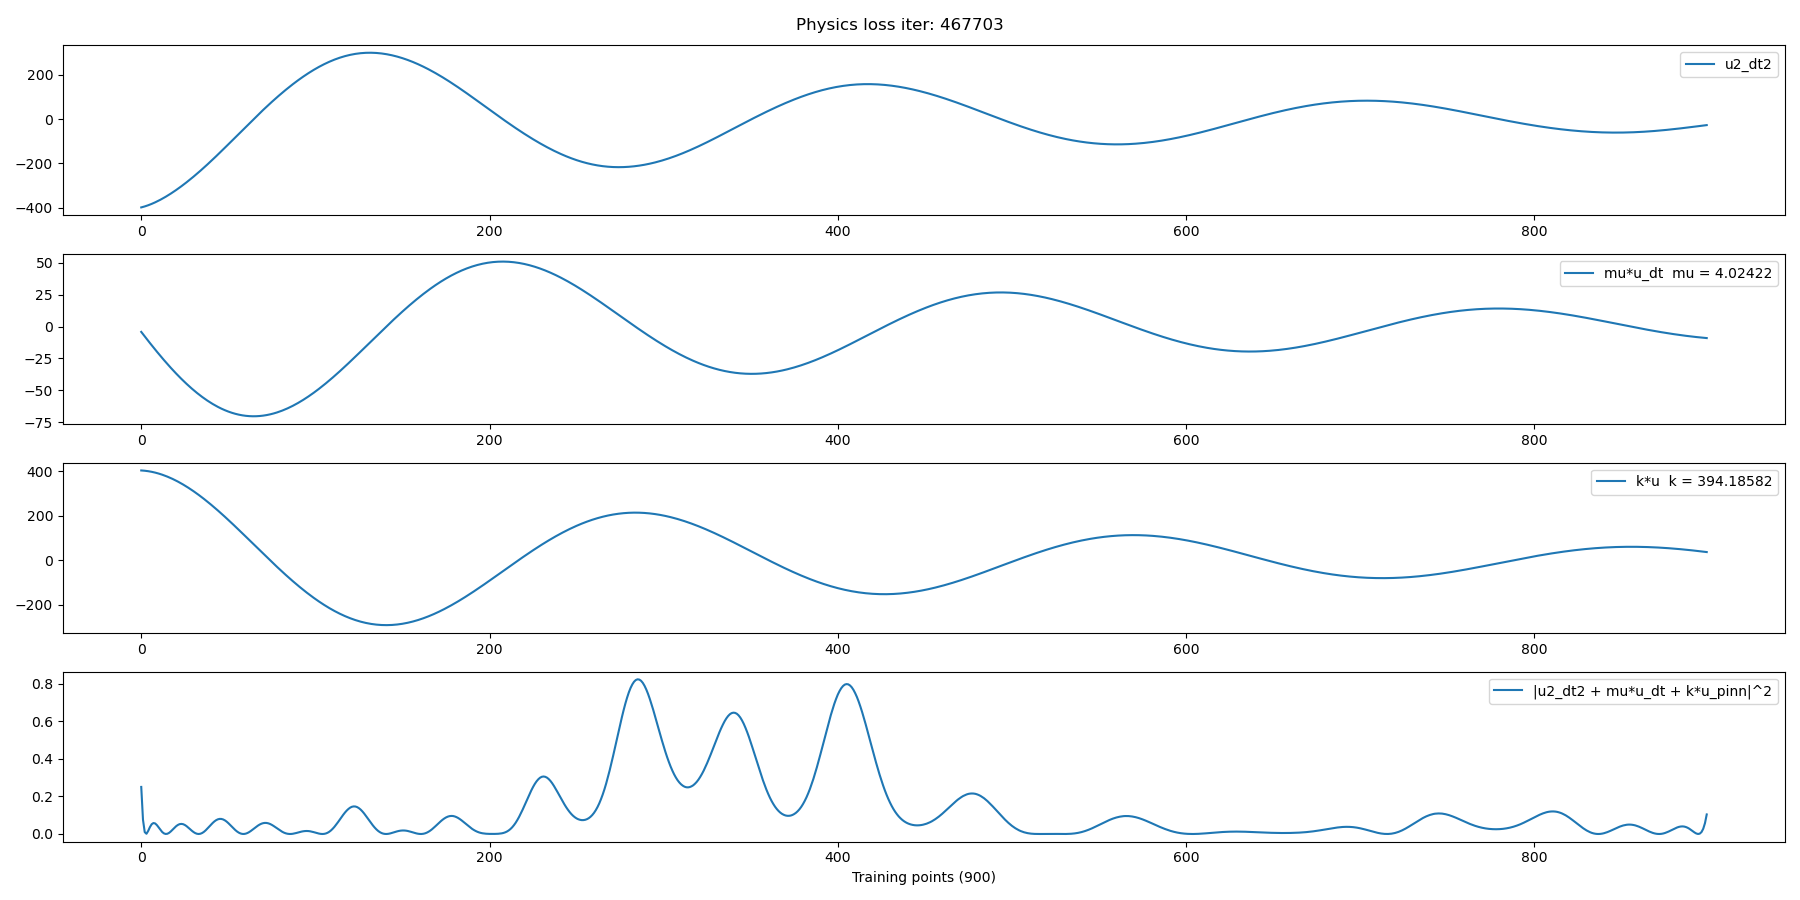 Physics loss iter: 467703
u2_dt2
200
0
−200
−400
0 200 400 600 800
mu*u_dt  mu = 4.02422
50
25
0
−25
−50
−75
0 200 400 600 800
k*u  k = 394.18582
400
200
0
−200
0 200 400 600 800
|u2_dt2 + mu*u_dt + k*u_pinn|^2
0.8
0.6
0.4
0.2
0.0
0 200 400 600 800
Training points (900)